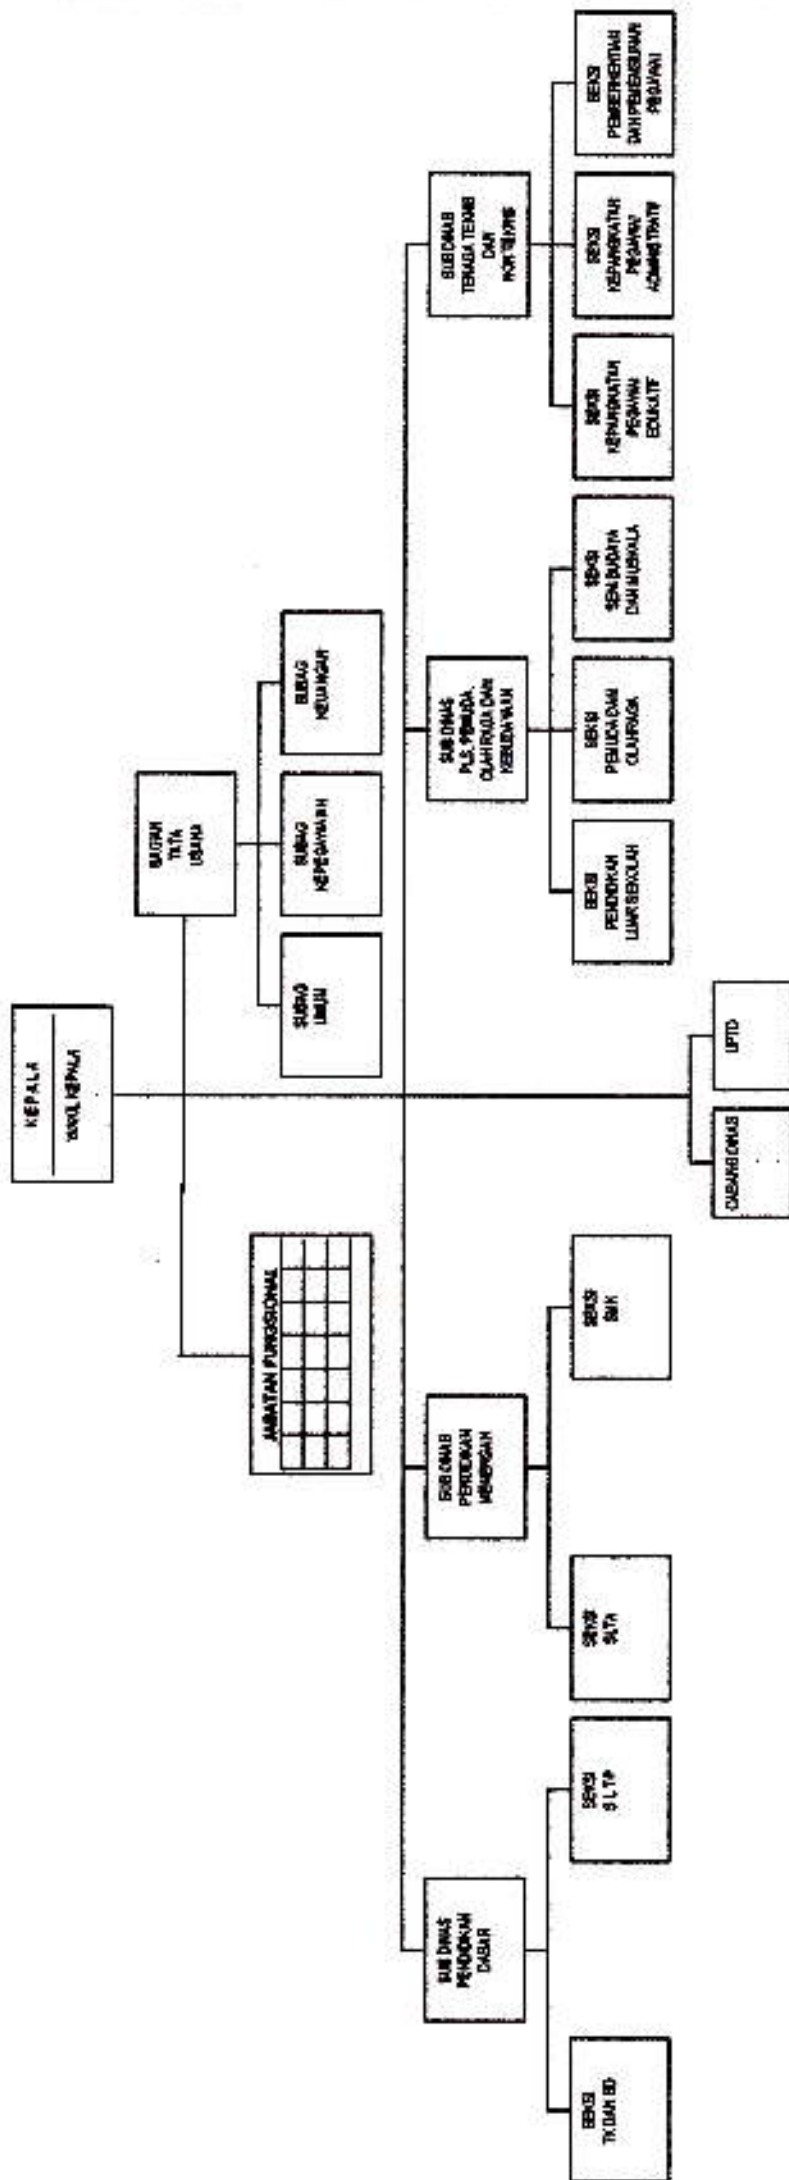 KEPALA
WAKIL KEPALA
BAGIAN
TATA
USAHA
JABATAN FUNGSIONAL
SUBAG
UMUM
SUBAG
KEPEGAWAIAN
SUBAG
KEUANGAN
SUB DINAS
PENDIDIKAN
DASAR
SUB DINAS
PENDIDIKAN
MENENGAH
SUB DINAS
PLS, PEMUDA,
OLAH RAGA DAN
KEBUDAYAAN
SUB DINAS
TENAGA TEKNIS
DAN
NON TEKNIS
SEKSI
TK DAN SD
SEKSI
SLTP
SEKSI
SLTA
SEKSI
SMK
SEKSI
PENDIDIKAN
LUAR SEKOLAH
SEKSI
PEMUDA DAN
OLAHRAGA
SEKSI
SENI BUDAYA
DAN MUSKALA
SEKSI
KEPANGKATAN
PEGAWAI
EDUKATIF
SEKSI
KEPANGKATAN
PEGAWAI
ADMINISTRATIF
SEKSI
PEMBERHENTIAN
DAN PEMENSIUNAN
PEGAWAI
CABANG DINAS
UPTD